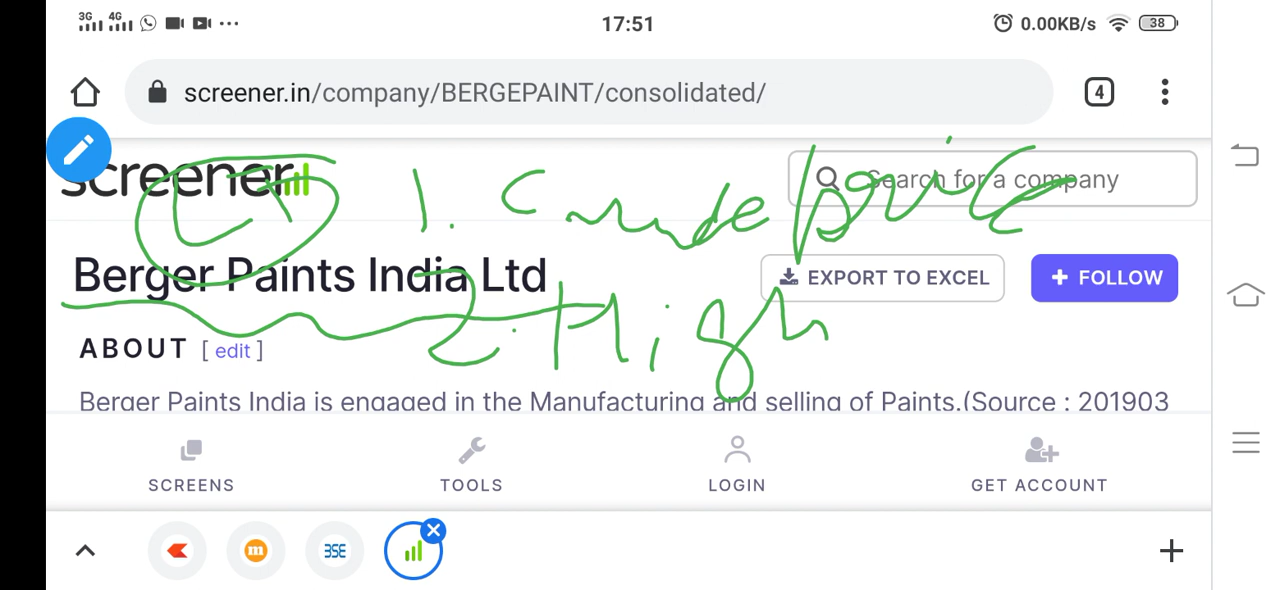 3G 4G 17:51 0.00KB/s 38
screener.in/company/BERGEPAINT/consolidated/ 4
screener Search for a company
1. Crude price
Berger Paints India Ltd EXPORT TO EXCEL + FOLLOW
2. High
ABOUT [ edit ]
Berger Paints India is engaged in the Manufacturing and selling of Paints.(Source : 201903
SCREENS TOOLS LOGIN GET ACCOUNT
m BSE